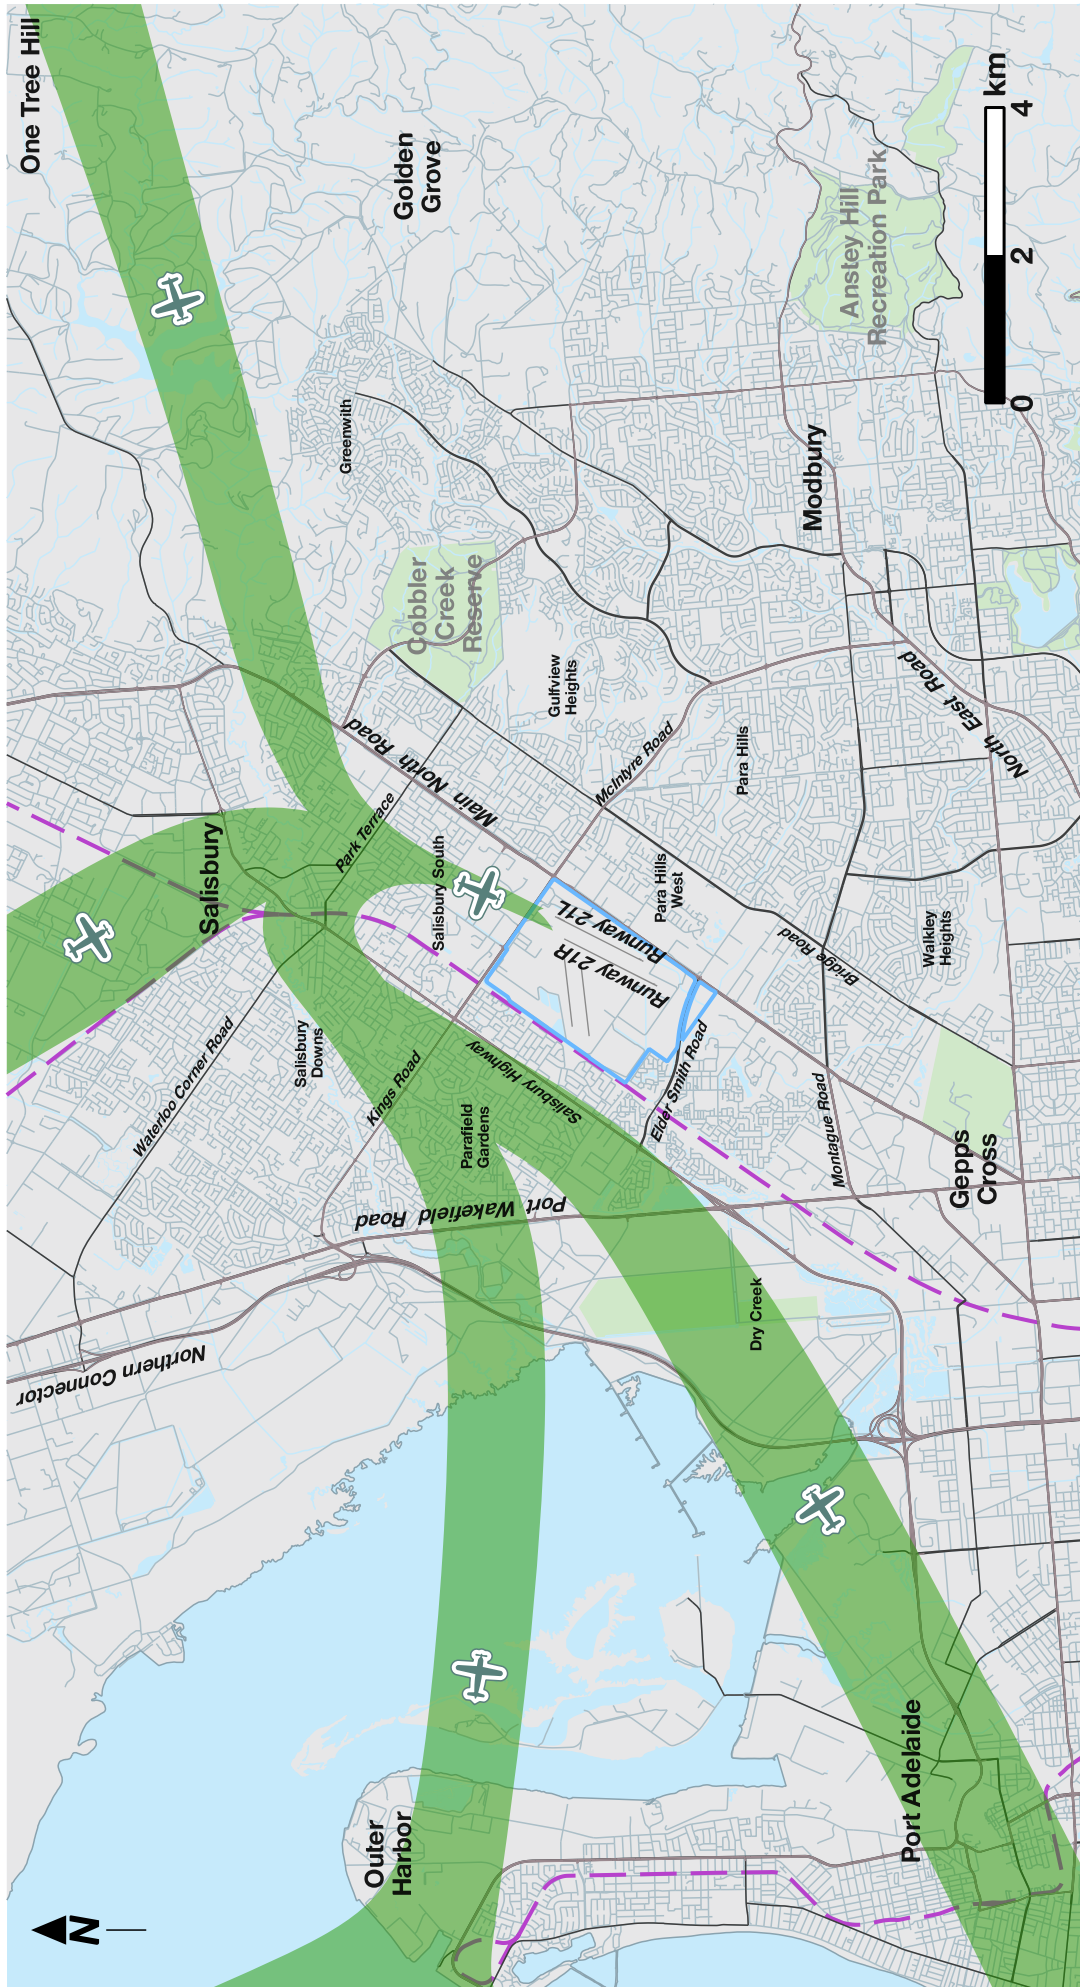 One Tree Hill
Golden
Grove
Anstey Hill
Recreation Park
km
0
2
4
Greenwith
Modbury
Cobbler
Creek
Reserve
Gulfview
Heights
McIntyre Road
Para Hills
North East Road
Main North Road
Park Terrace
Salisbury
Salisbury South
Para Hills
West
Walkley
Heights
Bridge Road
Runway 21L
Runway 21R
Waterloo Corner Road
Salisbury
Downs
Kings Road
Salisbury Highway
Elder Smith Road
Montague Road
Parafield
Gardens
Gepps
Cross
Port Wakefield Road
Northern Connector
Dry Creek
Port Adelaide
Outer
Harbor
N